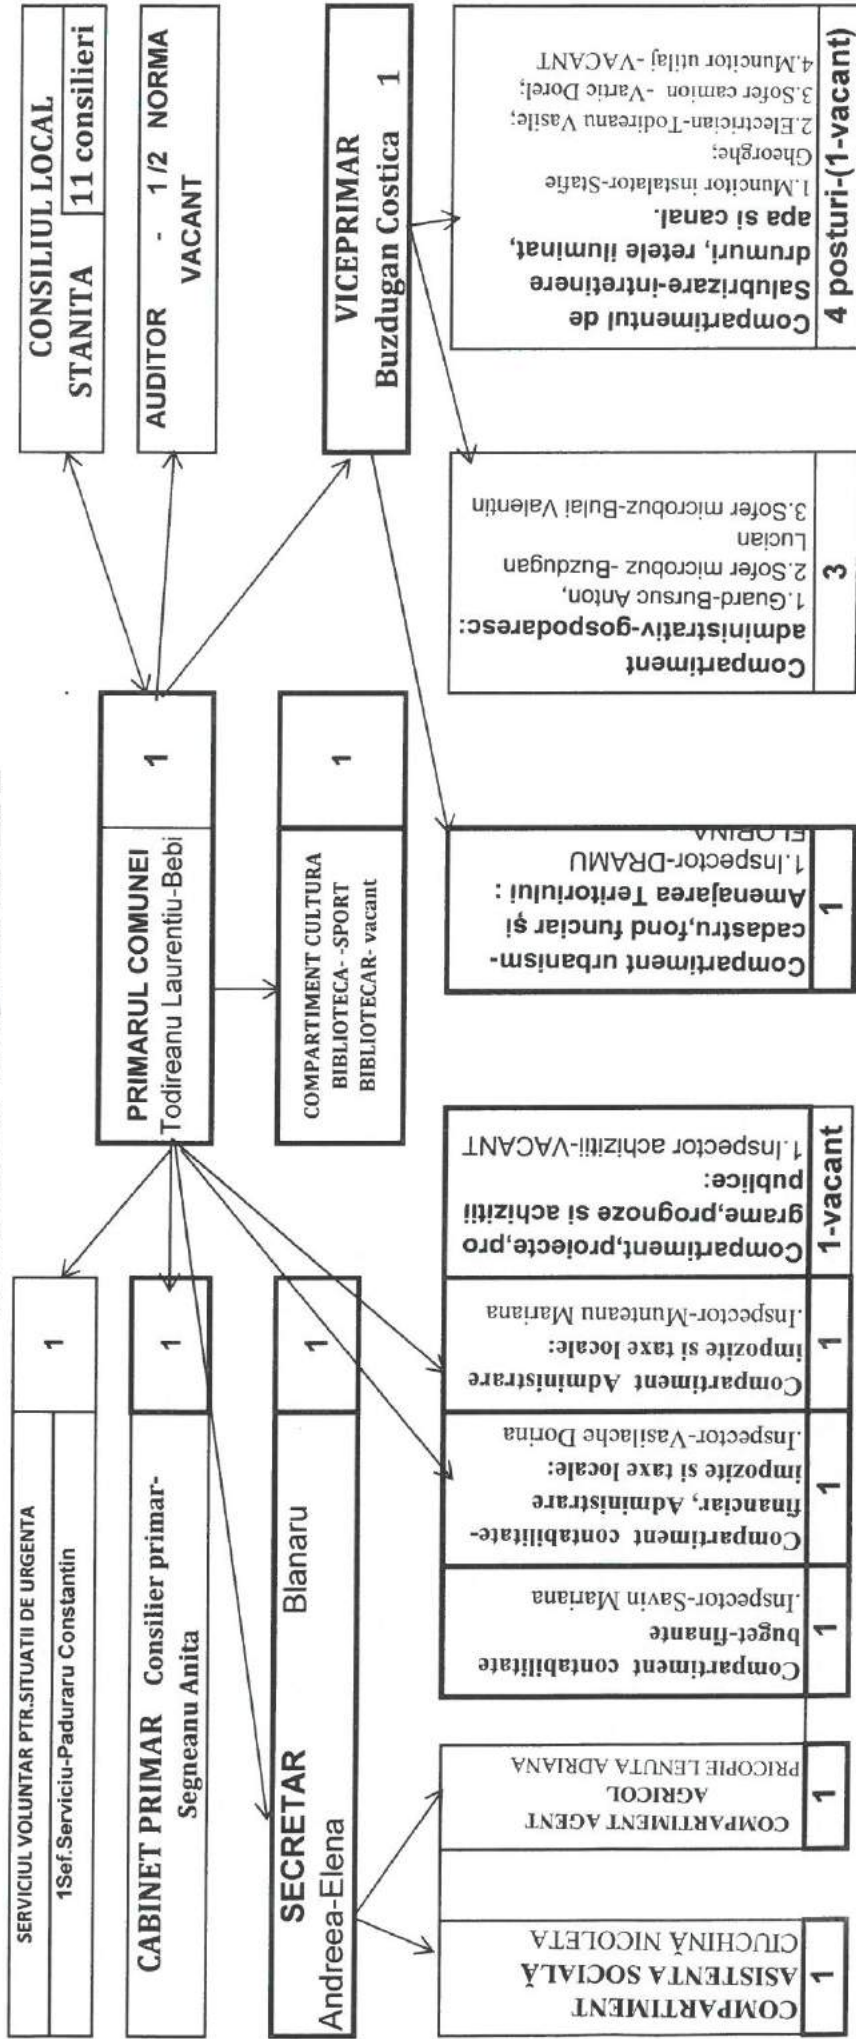 CONSILIUL LOCAL
STANITA
11 consilieri
AUDITOR - 1/2 NORMA
VACANT
PRIMARUL COMUNEI
Todireanu Laurentiu-Bebi
1
VICEPRIMAR
Buzdugan Costica 1
COMPARTIMENT CULTURA
BIBLIOTECA- -SPORT
BIBLIOTECAR- vacant
1
SERVICIUL VOLUNTAR PTR.SITUATII DE URGENTA
1Sef.Serviciu-Paduraru Constantin
1
CABINET PRIMAR Consilier primar-
Segneanu Anita
1
SECRETAR Blanaru
Andreea-Elena
1
COMPARTIMENT
ASISTENTA SOCIALĂ
CIUCHINĂ NICOLETA
1
COMPARTIMENT AGENT
AGRICOL
PRICOPIE LENUTA ADRIANA
1
Compartiment contabilitate
buget-finante
.Inspector-Savin Mariana
1
Compartiment contabilitate-
financiar, Administrare
impozite si taxe locale:
.Inspector-Vasilache Dorina
1
Compartiment Administrare
impozite si taxe locale:
.Inspector-Munteanu Mariana
1
Compartiment,proiecte,pro
grame,prognoze si achizitii
publice:
1.Inspector achizitii-VACANT
1-vacant
Compartiment urbanism-
cadastru,fond funciar şi
Amenajarea Teritoriului :
1.Inspector-DRAMU
FLORINA
1
Compartiment
administrativ-gospodaresc:
1.Guard-Bursuc Anton,
2.Sofer microbuz -Buzdugan
Lucian
3.Sofer microbuz-Bulai Valentin
3
Compartimentul de
Salubrizare-intretinere
drumuri, retele iluminat,
apa si canal.
1.Muncitor instalator-Stafie
Gheorghe;
2.Electrician-Todireanu Vasile;
3.Sofer camion -Vartic Dorel;
4.Muncitor utilaj -VACANT
4 posturi-(1-vacant)